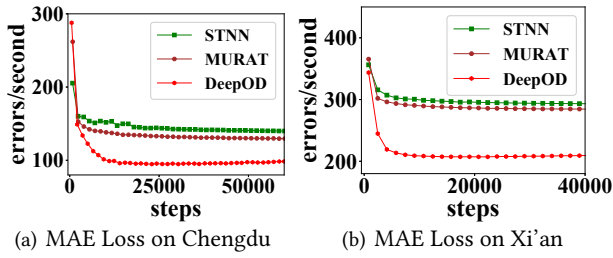 errors/second
300
200
100
0
25000
50000
steps
STNN
MURAT
DeepOD
(a) MAE Loss on Chengdu
errors/second
400
300
200
0
20000
40000
steps
STNN
MURAT
DeepOD
(b) MAE Loss on Xi'an